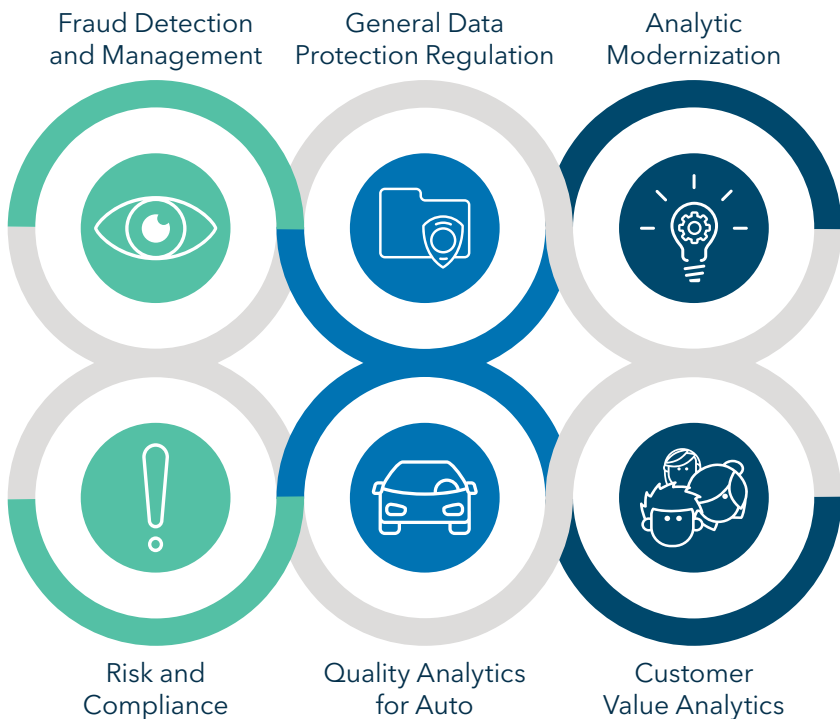 Fraud Detection
and Management
General Data
Protection Regulation
Analytic
Modernization
Risk and
Compliance
Quality Analytics
for Auto
Customer
Value Analytics